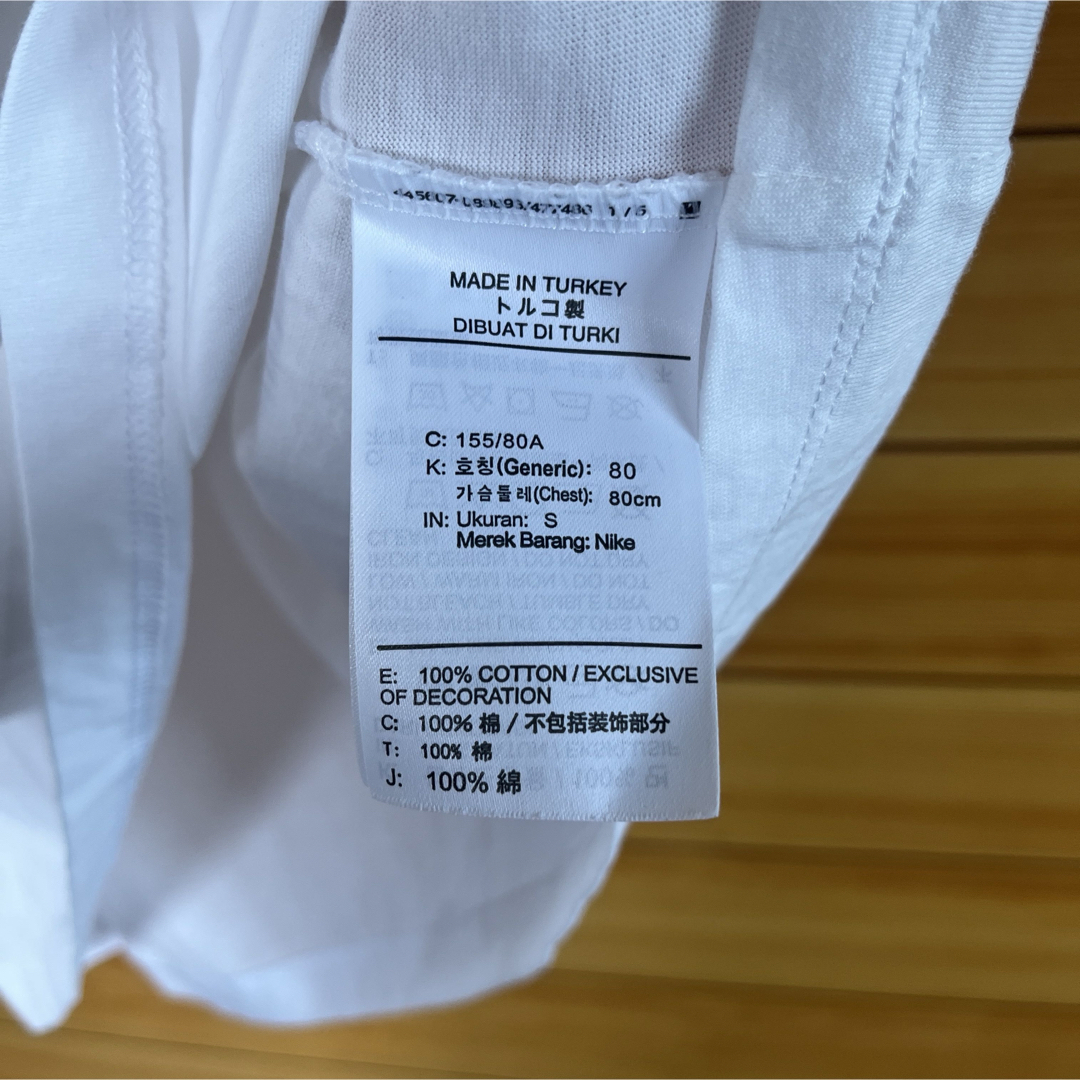 1 / 5
MADE IN TURKEY
トルコ製
DIBUAT DI TURKI
C: 155/80A
K: 호칭(Generic): 80
가슴둘레(Chest): 80cm
IN: Ukuran: S
Merek Barang: Nike
E: 100% COTTON / EXCLUSIVE
OF DECORATION
C: 100% 棉 / 不包括装饰部分
T: 100% 棉
J: 100% 綿